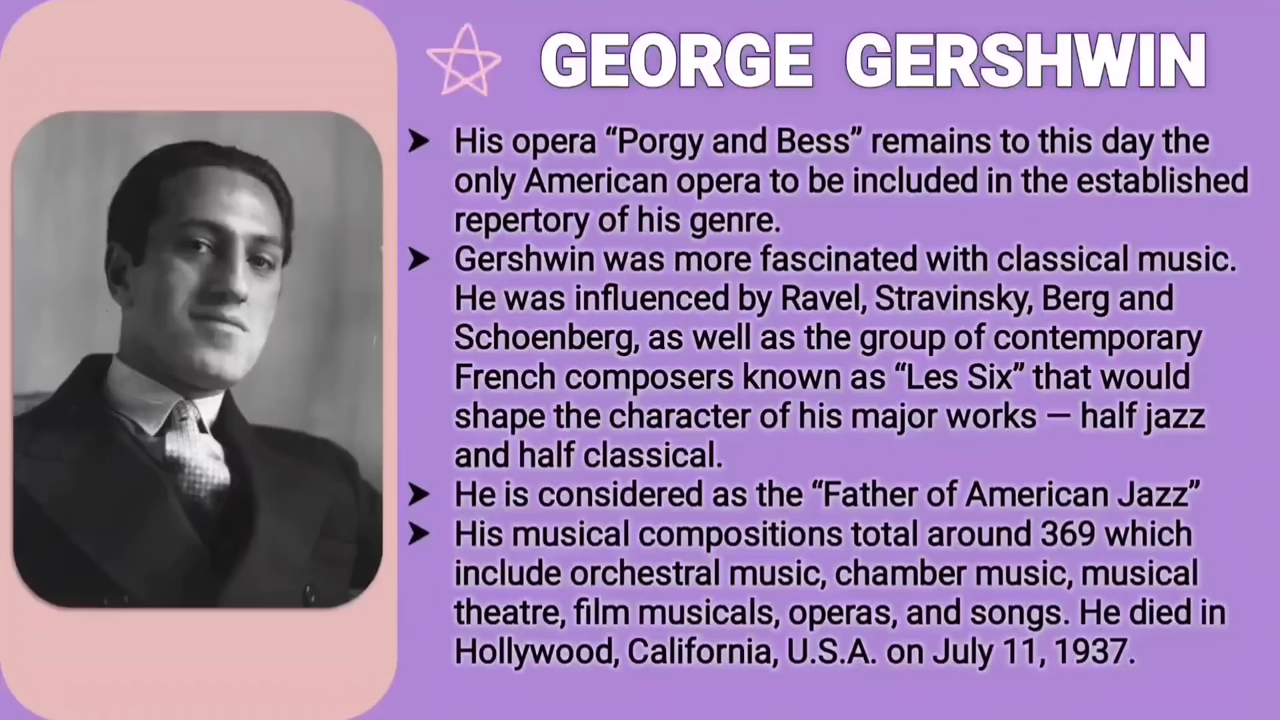 GEORGE GERSHWIN
➤ His opera “Porgy and Bess” remains to this day the
only American opera to be included in the established
repertory of his genre.
➤ Gershwin was more fascinated with classical music.
He was influenced by Ravel, Stravinsky, Berg and
Schoenberg, as well as the group of contemporary
French composers known as “Les Six” that would
shape the character of his major works — half jazz
and half classical.
➤ He is considered as the “Father of American Jazz”
➤ His musical compositions total around 369 which
include orchestral music, chamber music, musical
theatre, film musicals, operas, and songs. He died in
Hollywood, California, U.S.A. on July 11, 1937.